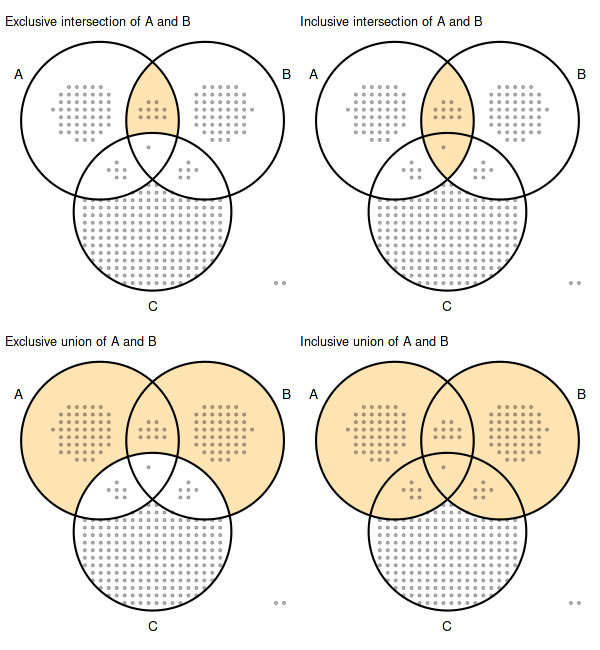 Exclusive intersection of A and B
Inclusive intersection of A and B
A
B
A
B
C
C
Exclusive union of A and B
Inclusive union of A and B
A
B
A
B
C
C